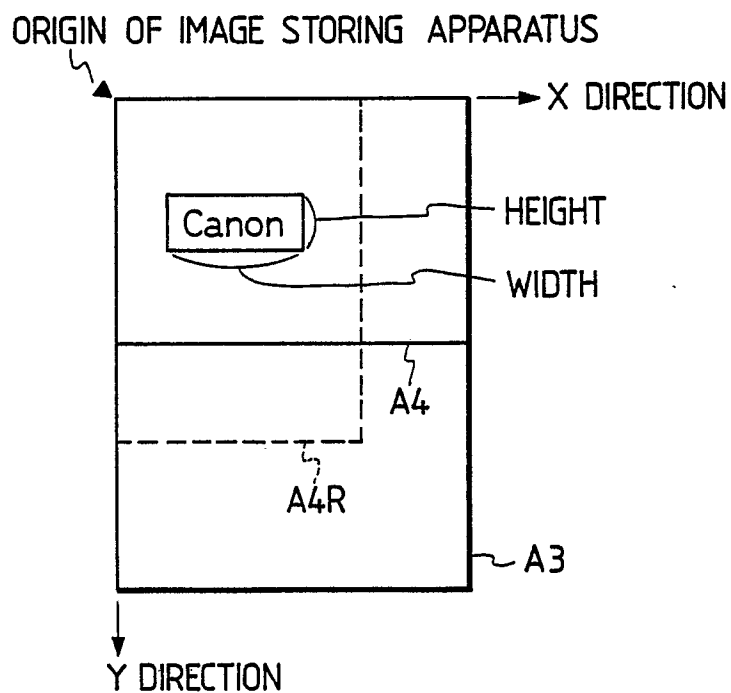 ORIGIN OF IMAGE STORING APPARATUS
X DIRECTION
Canon
HEIGHT
WIDTH
A4
A4R
A3
Y DIRECTION